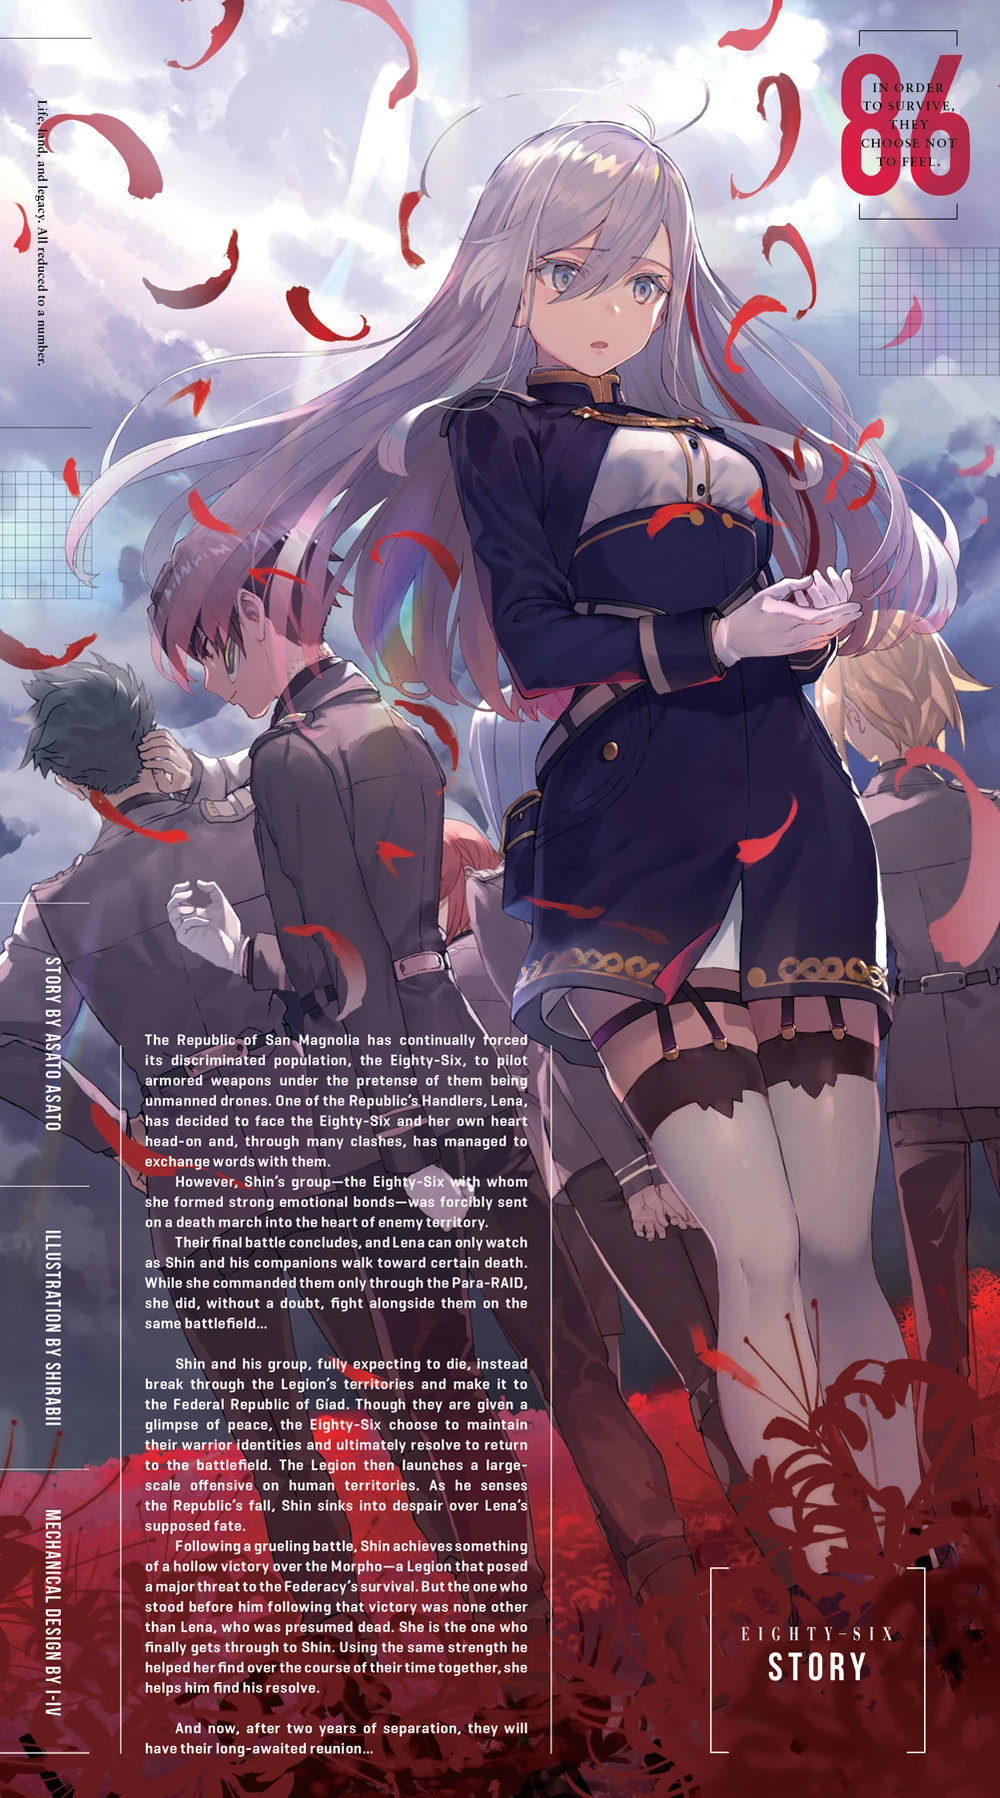 Life, land, and legacy. All reduced to a number.
86
IN ORDER
TO SURVIVE,
THEY
CHOOSE NOT
TO FEEL.
STORY BY ASATO ASATO
ILLUSTRATION BY SHIRABII
MECHANICAL DESIGN BY I-IV
The Republic of San Magnolia has continually forced
its discriminated population, the Eighty-Six, to pilot
armored weapons under the pretense of them being
unmanned drones. One of the Republic's Handlers, Lena,
has decided to face the Eighty-Six and her own heart
head-on and, through many clashes, has managed to
exchange words with them.
However, Shin's group—the Eighty-Six with whom
she formed strong emotional bonds—was forcibly sent
on a death march into the heart of enemy territory.
Their final battle concludes, and Lena can only watch
as Shin and his companions walk toward certain death.
While she commanded them only through the Para-RAID,
she did, without a doubt, fight alongside them on the
same battlefield...
Shin and his group, fully expecting to die, instead
break through the Legion's territories and make it to
the Federal Republic of Giad. Though they are given a
glimpse of peace, the Eighty-Six choose to maintain
their warrior identities and ultimately resolve to return
to the battlefield. The Legion then launches a large-
scale offensive on human territories. As he senses
the Republic's fall, Shin sinks into despair over Lena's
supposed fate.
Following a grueling battle, Shin achieves something
of a hollow victory over the Morpho—a Legion that posed
a major threat to the Federacy's survival. But the one who
stood before him following that victory was none other
than Lena, who was presumed dead. She is the one who
finally gets through to Shin. Using the same strength he
helped her find over the course of their time together, she
helps him find his resolve.
And now, after two years of separation, they will
have their long-awaited reunion...
EIGHTY-SIX
STORY